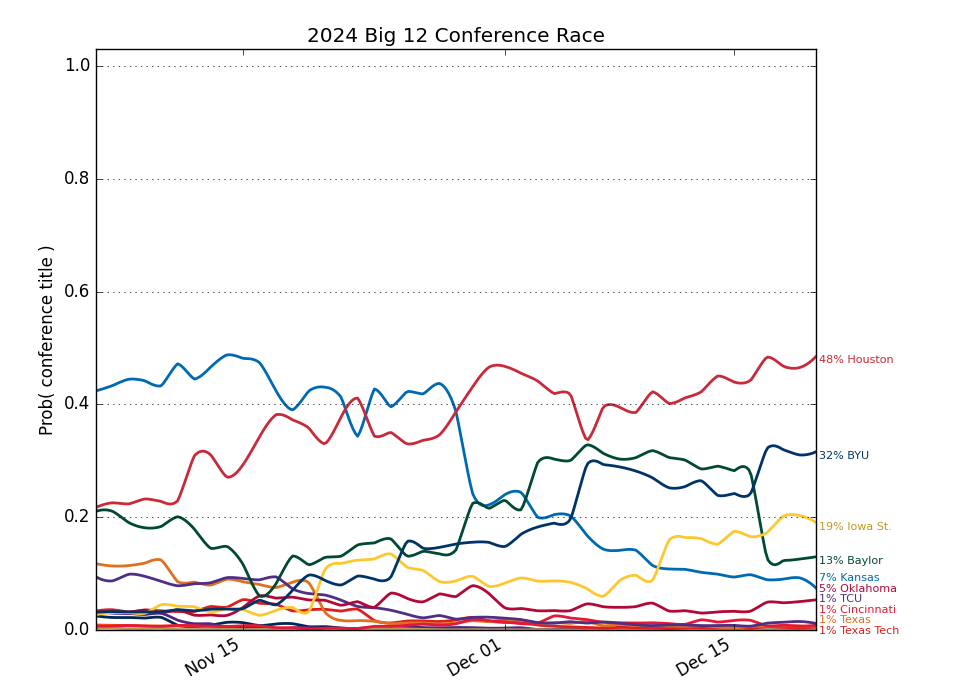 2024 Big 12 Conference Race
Prob( conference title )
1.0
0.8
0.6
0.4
0.2
0.0
Nov 15
Dec 01
Dec 15
48% Houston
32% BYU
19% Iowa St.
13% Baylor
7% Kansas
5% Oklahoma
1% TCU
1% Cincinnati
1% Texas
1% Texas Tech